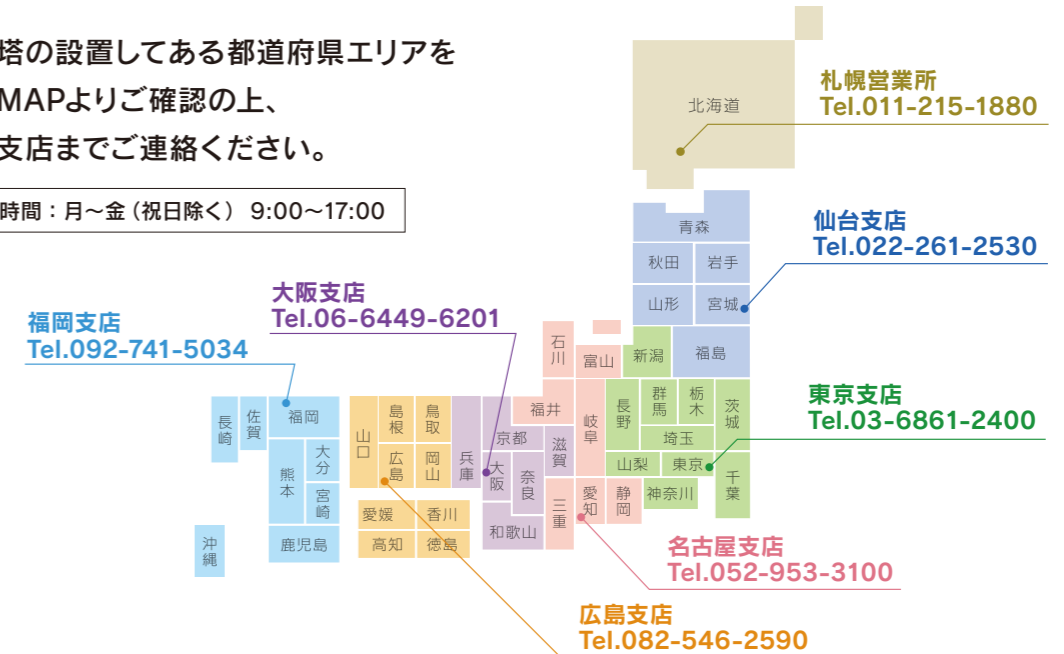 塔の設置してある都道府県エリアを
MAPよりご確認の上、
支店までご連絡ください。
時間：月～金（祝日除く） 9:00～17:00
北海道
札幌営業所
Tel.011-215-1880
青森
秋田
岩手
山形
宮城
福島
仙台支店
Tel.022-261-2530
大阪支店
Tel.06-6449-6201
福岡支店
Tel.092-741-5034
石川
富山
新潟
福井
岐阜
長野
群馬
栃木
茨城
埼玉
山梨
東京
千葉
神奈川
東京支店
Tel.03-6861-2400
長崎
佐賀
福岡
熊本
大分
宮崎
鹿児島
沖縄
山口
島根
鳥取
広島
岡山
兵庫
京都
滋賀
大阪
奈良
和歌山
三重
愛知
静岡
愛媛
香川
高知
徳島
名古屋支店
Tel.052-953-3100
広島支店
Tel.082-546-2590